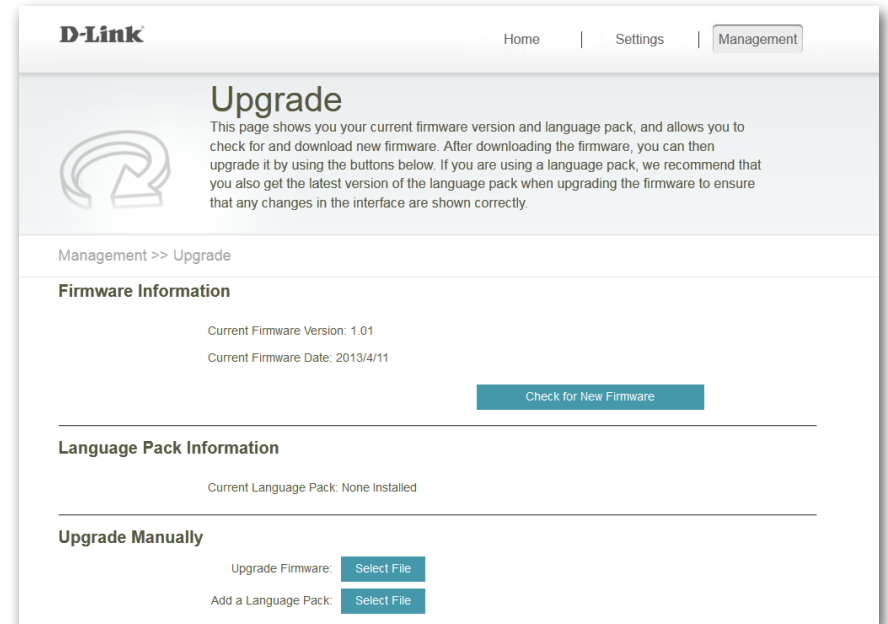 D-Link
Home | Settings | Management
Upgrade
This page shows you your current firmware version and language pack, and allows you to
check for and download new firmware. After downloading the firmware, you can then
upgrade it by using the buttons below. If you are using a language pack, we recommend that
you also get the latest version of the language pack when upgrading the firmware to ensure
that any changes in the interface are shown correctly.
Management >> Upgrade
Firmware Information
Current Firmware Version: 1.01
Current Firmware Date: 2013/4/11
Check for New Firmware
Language Pack Information
Current Language Pack: None Installed
Upgrade Manually
Upgrade Firmware: Select File
Add a Language Pack: Select File